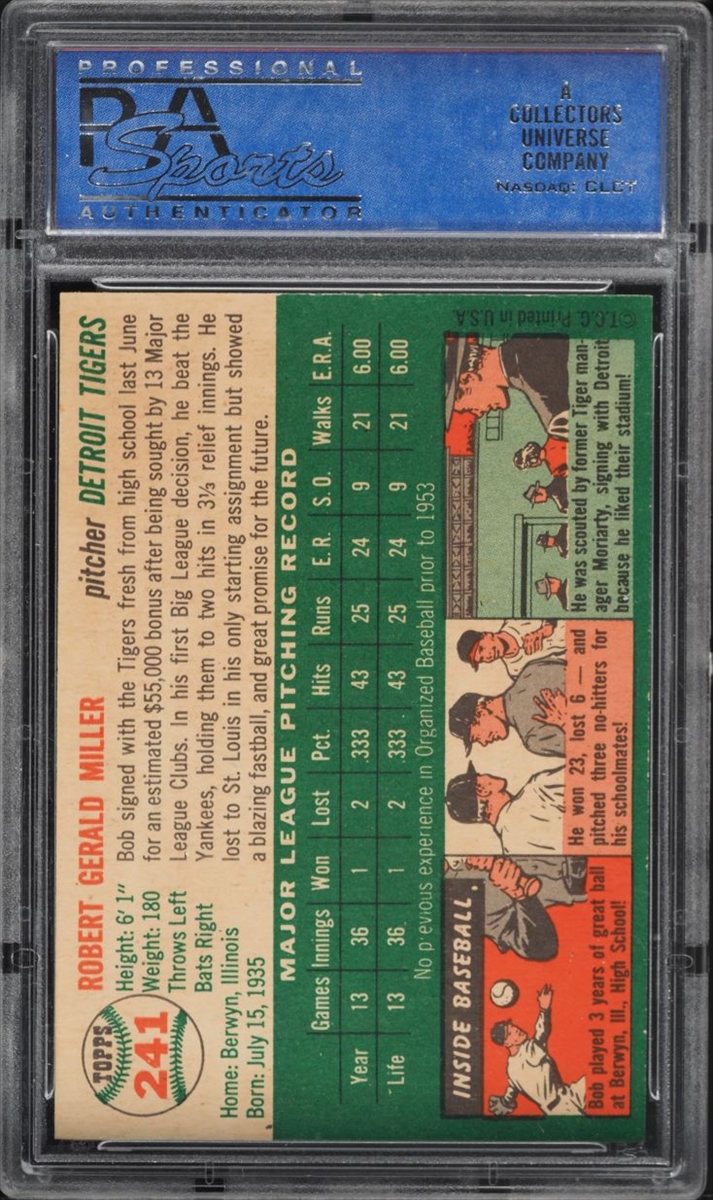 PROFESSIONAL
PSA
Sports
AUTHENTICATOR
A
COLLECTORS
UNIVERSE
COMPANY
NASDAQ: CLCT
TOPPS
241
ROBERT GERALD MILLER
pitcher DETROIT TIGERS
Height: 6' 1"
Weight: 180
Throws Left
Bats Right
Home: Berwyn, Illinois
Born: July 15, 1935
Bob signed with the Tigers fresh from high school last June
for an estimated $55,000 bonus after being sought by 13 Major
League Clubs. In his first Big League decision, he beat the
Yankees, holding them to two hits in 3⅓ relief innings. He
lost to St. Louis in his only starting assignment but showed
a blazing fastball, and great promise for the future.
MAJOR LEAGUE PITCHING RECORD
Games Innings Won Lost Pct. Hits Runs E.R. S.O. Walks E.R.A.
Year 13 36 1 2 .333 43 25 24 9 21 6.00
Life 13 36 1 2 .333 43 25 24 9 21 6.00
No previous experience in Organized Baseball prior to 1953
INSIDE BASEBALL.
Bob played 3 years of great ball
at Berwyn, Ill., High School!
He won 23, lost 6 — and
pitched three no-hitters for
his schoolmates!
He was scouted by former Tiger man-
ager Moriarty, signing with Detroit
because he liked their stadium!
©T.C.G. Printed in U.S.A.